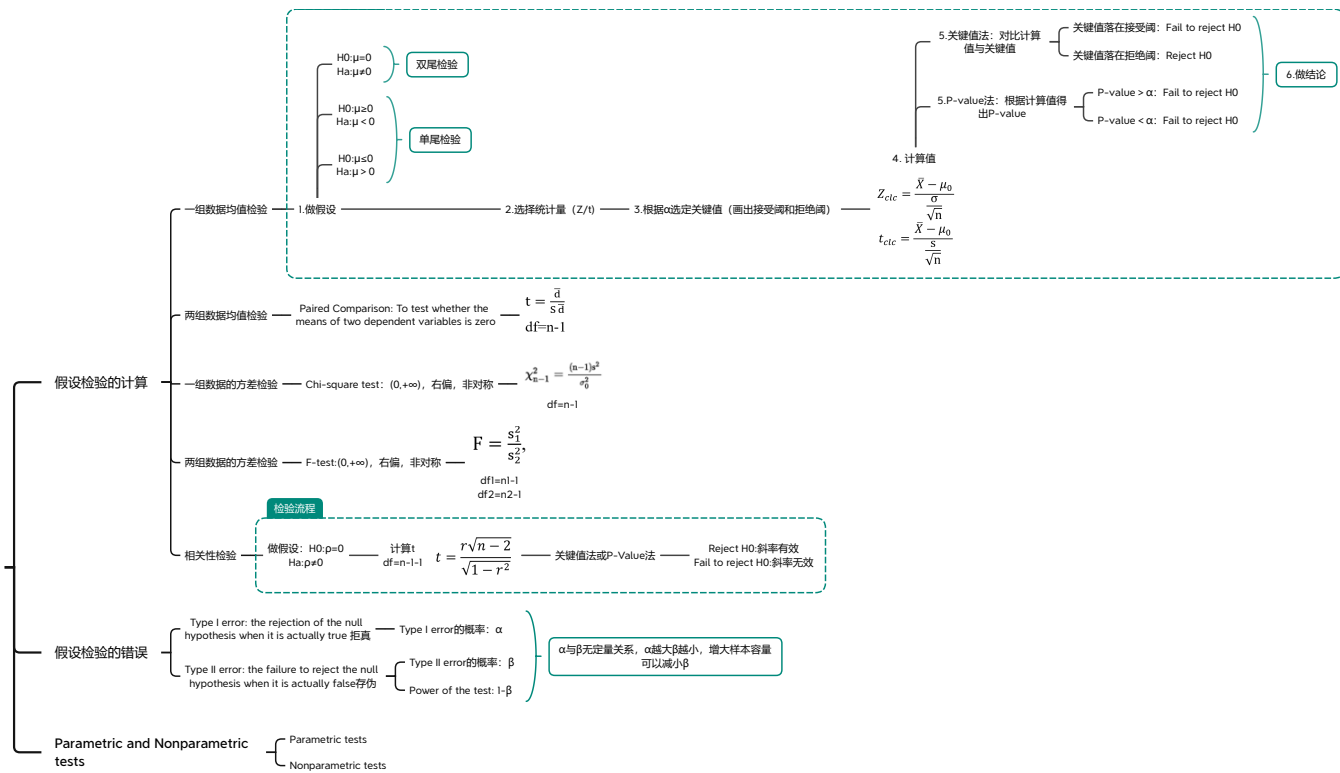 H0:μ=0
Ha:μ≠0
双尾检验
H0:μ≥0
Ha:μ < 0
单尾检验
H0:μ≤0
Ha:μ > 0
5.关键值法：对比计算
值与关键值
关键值落在接受阈：Fail to reject H0
关键值落在拒绝阈：Reject H0
5.P-value法：根据计算值得
出P-value
P-value > α：Fail to reject H0
P-value < α：Fail to reject H0
6.做结论
4. 计算值
一组数据均值检验
1.做假设
2.选择统计量（Z/t）
3.根据α选定关键值（画出接受阈和拒绝阈）
Z_clc = (X̄ − μ_0)/(σ/√n)
t_clc = (X̄ − μ_0)/(s/√n)
两组数据均值检验
Paired Comparison: To test whether the
means of two dependent variables is zero
t = d̄/s d̄
df=n-1
假设检验的计算
一组数据的方差检验
Chi-square test：(0,+∞)，右偏，非对称
χ²_{n−1} = (n−1)s²/σ_0²
df=n-1
两组数据的方差检验
F-test:(0,+∞)，右偏，非对称
F = s_1²/s_2²,
df1=n1-1
df2=n2-1
检验流程
相关性检验
做假设：H0:ρ=0
Ha:ρ≠0
计算t
df=n-1-1
t = r√(n − 2)/√(1 − r²)
关键值法或P-Value法
Reject H0:斜率有效
Fail to reject H0:斜率无效
假设检验的错误
Type I error: the rejection of the null
hypothesis when it is actually true 拒真
Type I error的概率：α
Type II error: the failure to reject the null
hypothesis when it is actually false存伪
Type II error的概率：β
Power of the test: 1-β
α与β无定量关系，α越大β越小，增大样本容量
可以减小β
Parametric and Nonparametric
tests
Parametric tests
Nonparametric tests